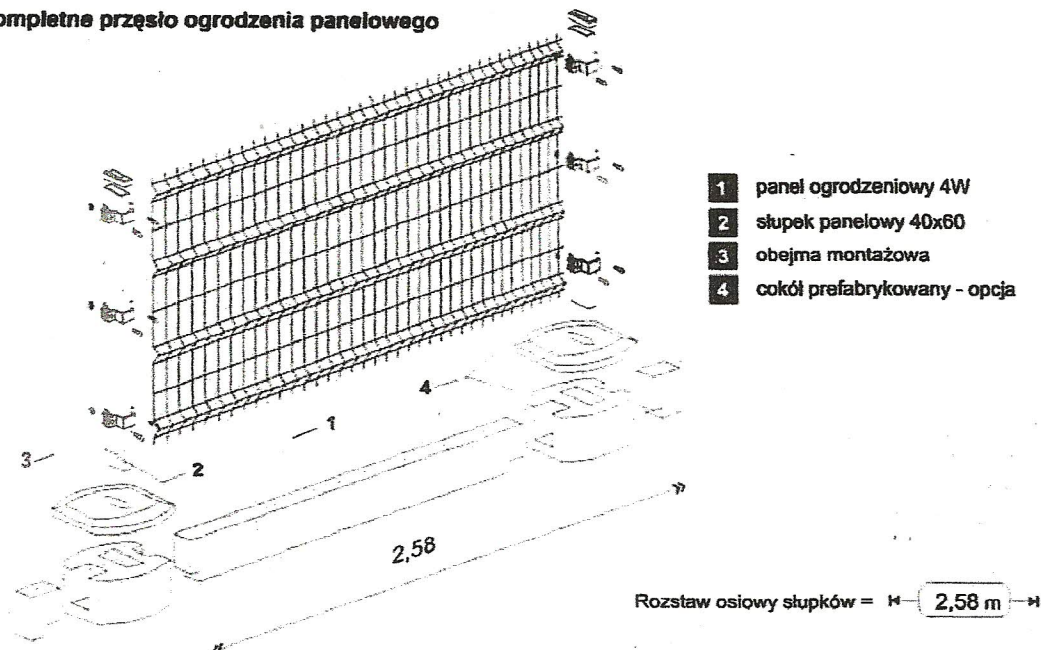 ompletne przęsło ogrodzenia panelowego
1 panel ogrodzeniowy 4W
2 słupek panelowy 40x60
3 obejma montażowa
4 cokół prefabrykowany - opcja
4
1
3
2
2,58
Rozstaw osiowy słupków = 2,58 m